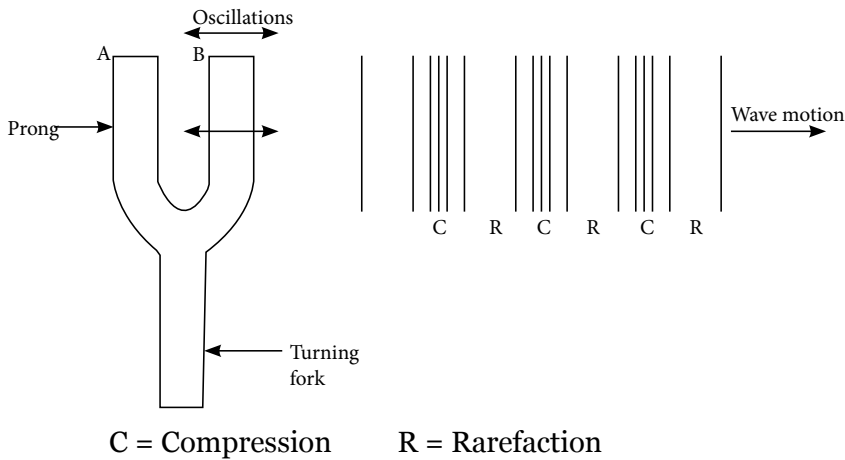 Oscillations
A B
Prong
Wave motion
C R C R C R
Turning
fork
C = Compression R = Rarefaction